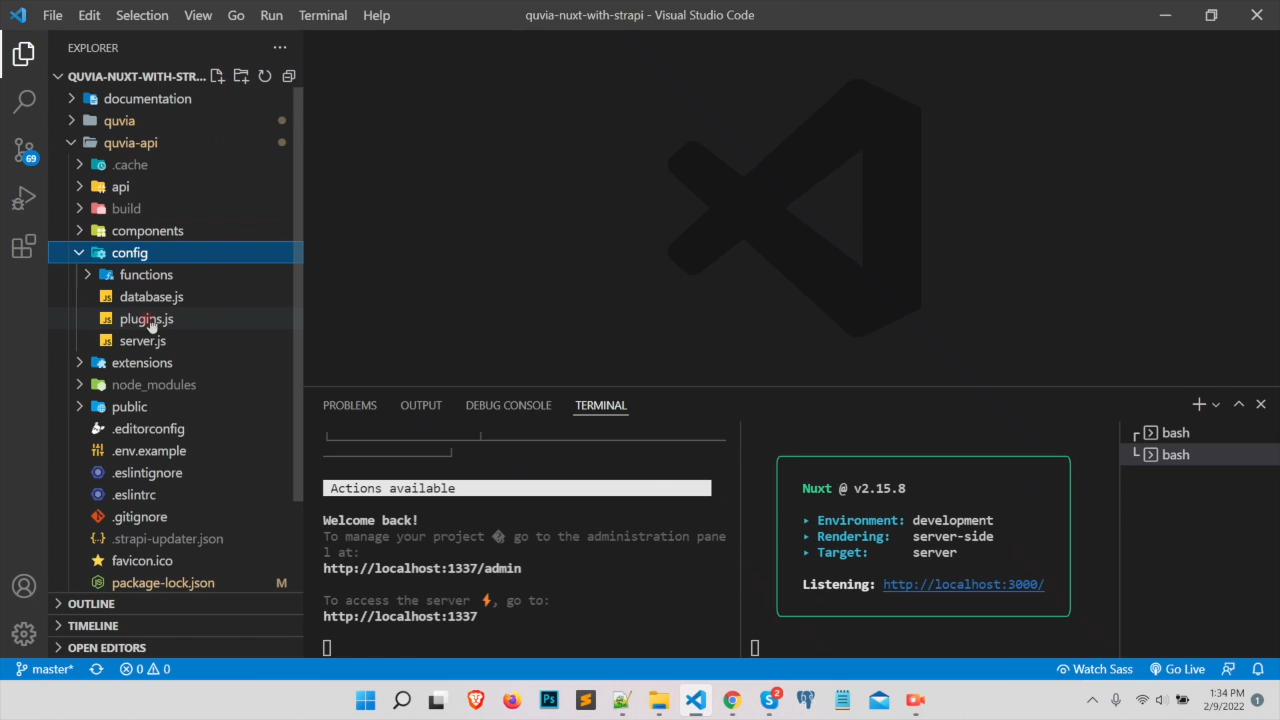 File Edit Selection View Go Run Terminal Help
quvia-nuxt-with-strapi - Visual Studio Code
EXPLORER
QUVIA-NUXT-WITH-STR...
documentation
quvia
quvia-api
.cache
api
build
components
config
functions
database.js
plugins.js
server.js
extensions
node_modules
public
.editorconfig
.env.example
.eslintignore
.eslintrc
.gitignore
.strapi-updater.json
favicon.ico
package-lock.json M
OUTLINE
TIMELINE
OPEN EDITORS
69
PROBLEMS OUTPUT DEBUG CONSOLE TERMINAL
Actions available
Welcome back!
To manage your project � go to the administration pane
l at:
http://localhost:1337/admin
To access the server ⚡, go to:
http://localhost:1337
Nuxt @ v2.15.8
▸ Environment: development
▸ Rendering: server-side
▸ Target: server
Listening: http://localhost:3000/
bash
bash
master* 0 0
Watch Sass Go Live
2
1:34 PM
2/9/2022
1